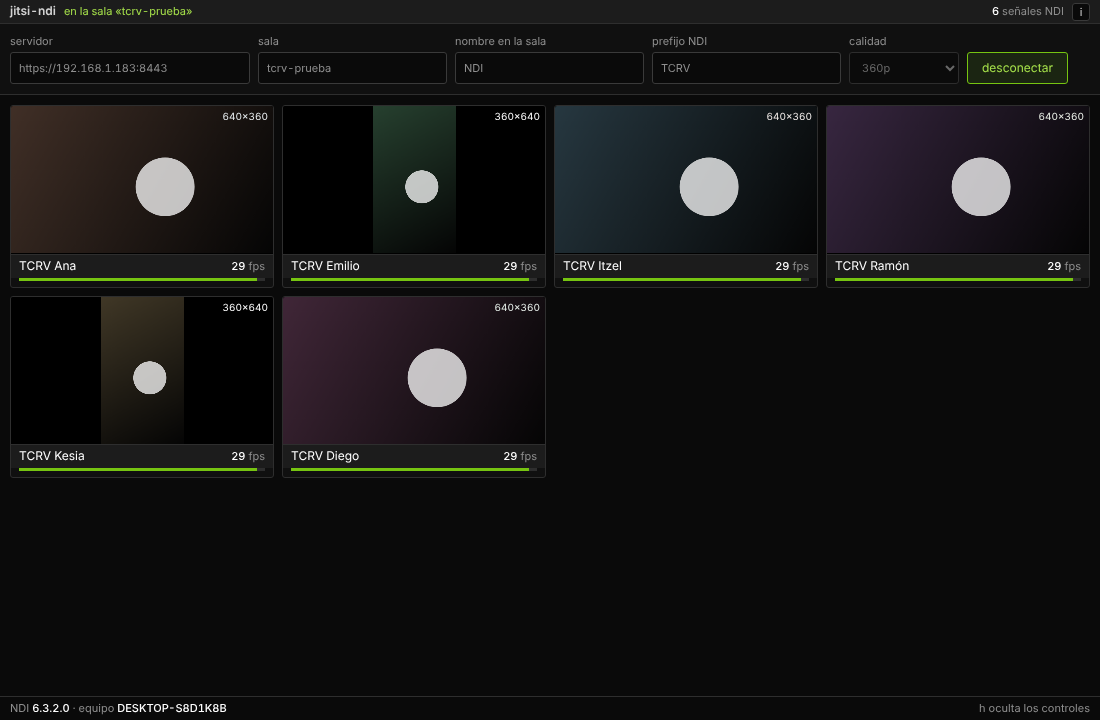 jitsi-ndi en la sala «tcrv-prueba» 6 señales NDI i
servidor sala nombre en la sala prefijo NDI calidad
https://192.168.1.183:8443 tcrv-prueba NDI TCRV 360p desconectar
640×360 360×640 640×360 640×360
TCRV Ana 29 fps TCRV Emilio 29 fps TCRV Itzel 29 fps TCRV Ramón 29 fps
360×640 640×360
TCRV Kesia 29 fps TCRV Diego 29 fps
NDI 6.3.2.0 · equipo DESKTOP-S8D1K8B h oculta los controles